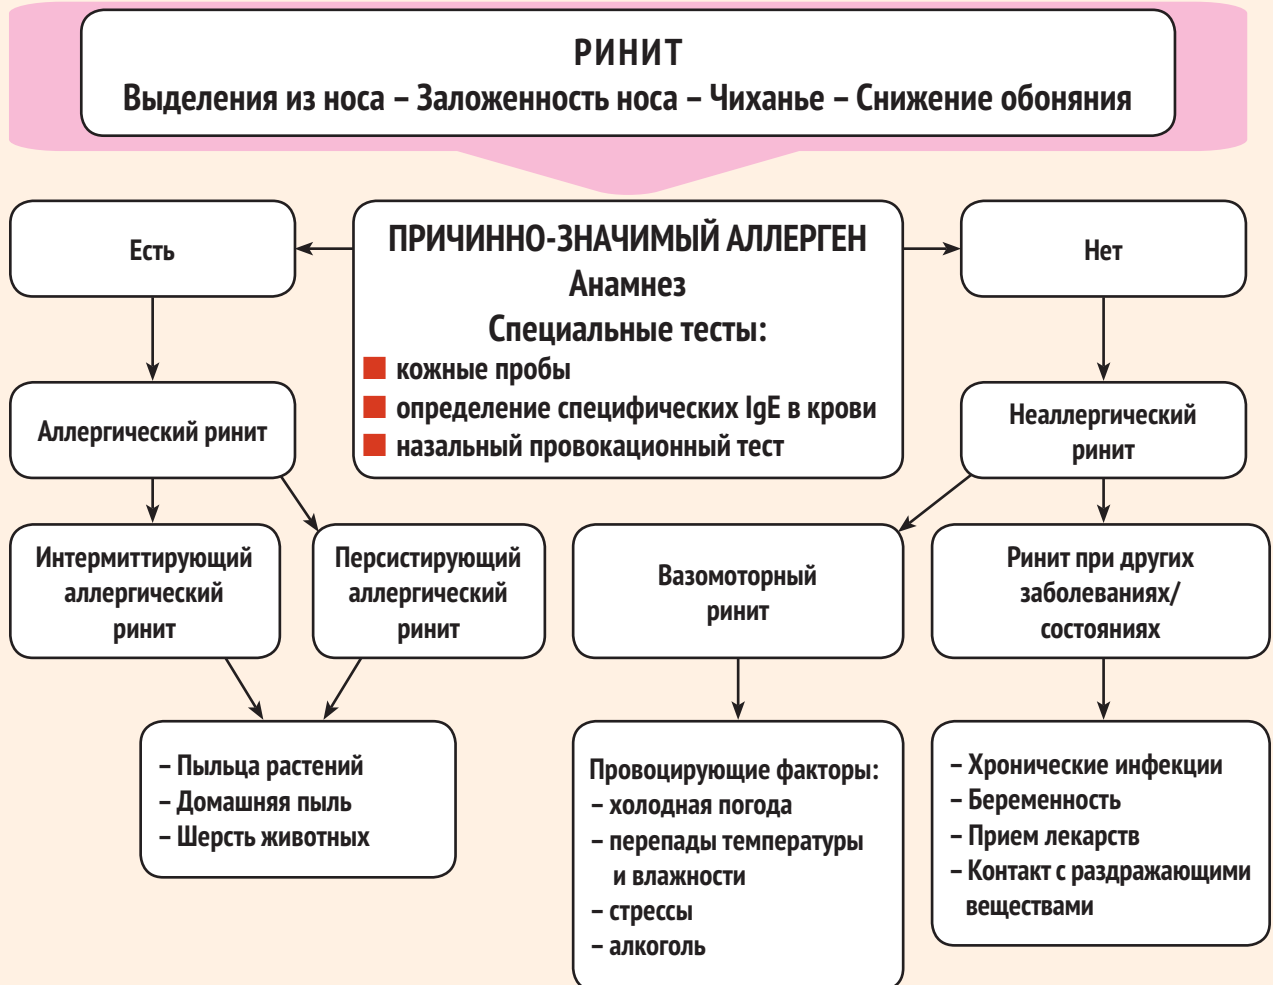 РИНИТ
Выделения из носа – Заложенность носа – Чиханье – Снижение обоняния
Есть
ПРИЧИННО-ЗНАЧИМЫЙ АЛЛЕРГЕН
Анамнез
Специальные тесты:
кожные пробы
определение специфических IgE в крови
назальный провокационный тест
Нет
Аллергический ринит
Неаллергический
ринит
Интермиттирующий
аллергический
ринит
Персистирующий
аллергический
ринит
Вазомоторный
ринит
Ринит при других
заболеваниях/
состояниях
– Пыльца растений
– Домашняя пыль
– Шерсть животных
Провоцирующие факторы:
– холодная погода
– перепады температуры
и влажности
– стрессы
– алкоголь
– Хронические инфекции
– Беременность
– Прием лекарств
– Контакт с раздражающими
веществами